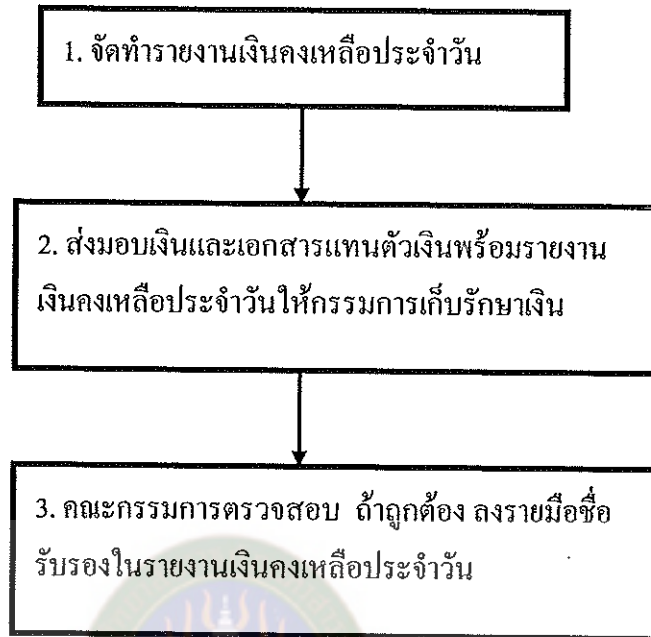 1. จัดทำรายงานเงินคงเหลือประจำวัน
2. ส่งมอบเงินและเอกสารแทนตัวเงินพร้อมรายงาน
เงินคงเหลือประจำวันให้กรรมการเก็บรักษาเงิน
3. คณะกรรมการตรวจสอบ ถ้าถูกต้อง ลงรายมือชื่อ
รับรองในรายงานเงินคงเหลือประจำวัน